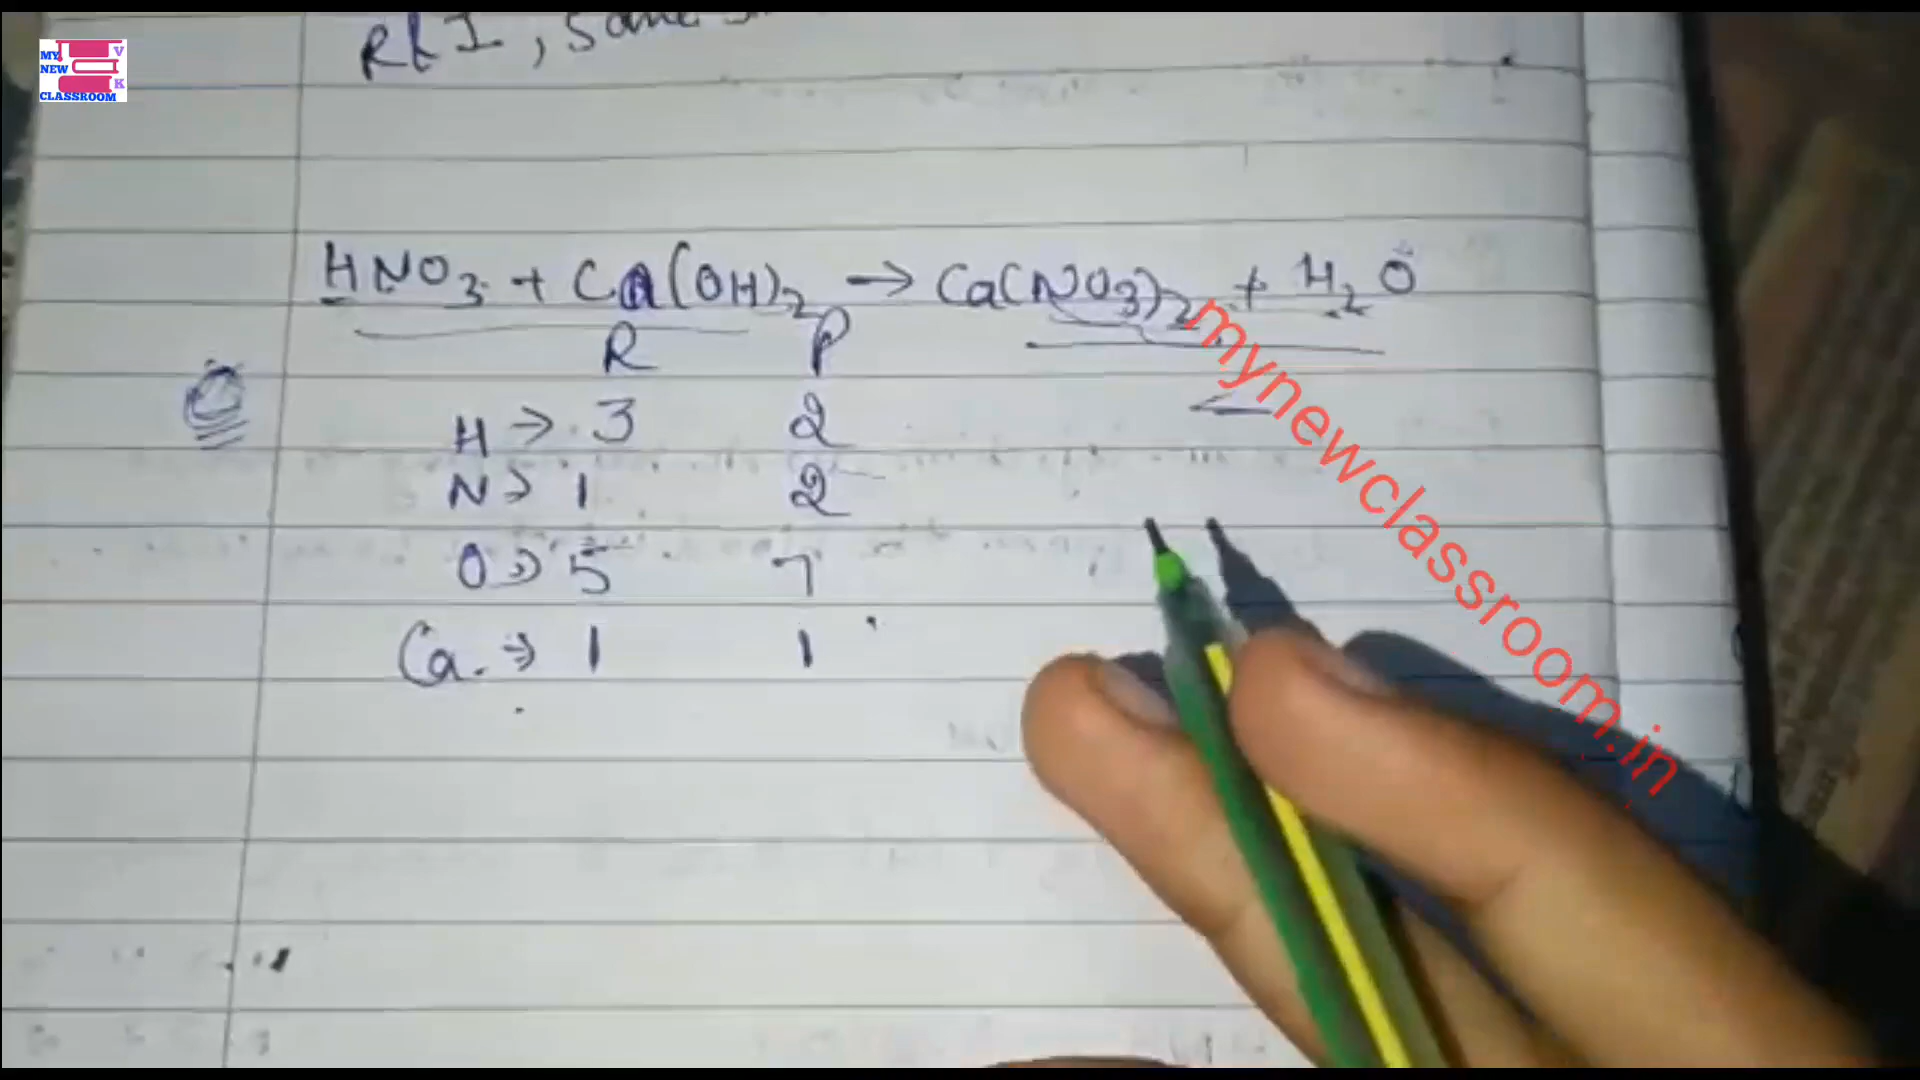 MY NEW CLASSROOM VK
R & I, same
HNO3 + Ca(OH)2 → Ca(NO3)2 + H2O
R P
H → 3 2
N → 1 2
O → 5 7
Ca. → 1 1
mynewclassroom.in